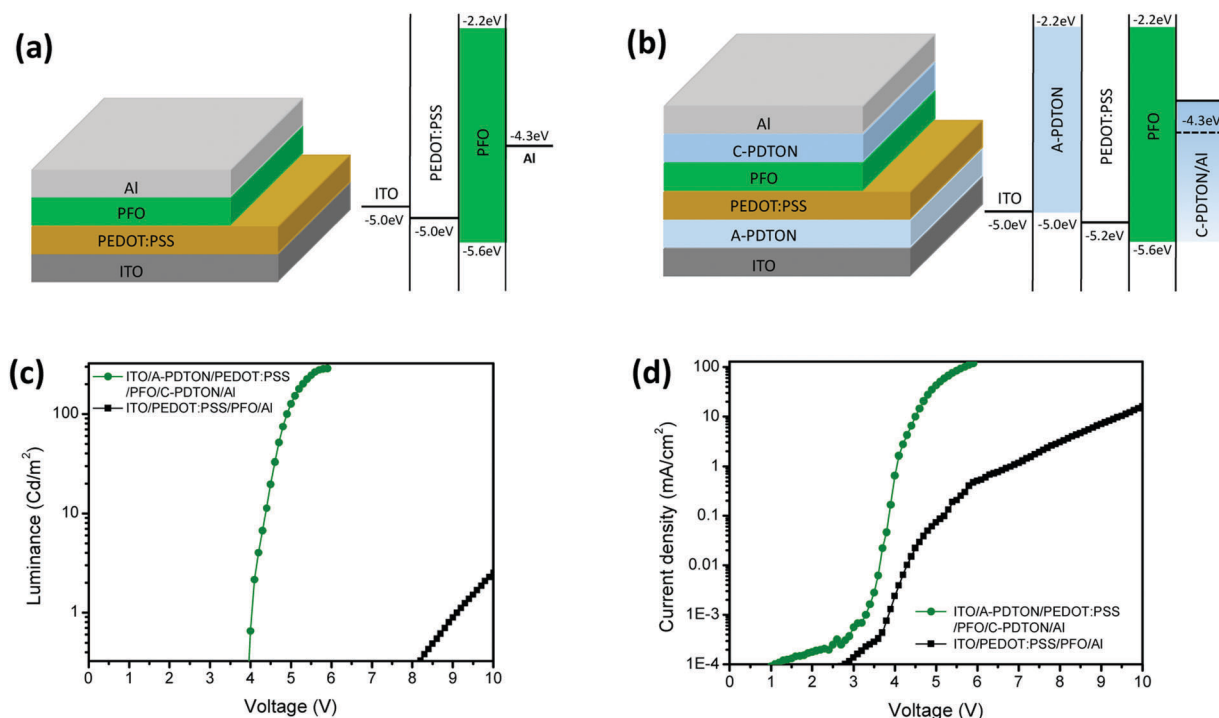 (a)
Al
PFO
PEDOT:PSS
ITO
ITO
-5.0eV
PEDOT:PSS
-5.0eV
-2.2eV
PFO
-5.6eV
-4.3eV
Al
(b)
Al
C-PDTON
PFO
PEDOT:PSS
A-PDTON
ITO
ITO
-5.0eV
-2.2eV
A-PDTON
-5.0eV
PEDOT:PSS
-5.2eV
-2.2eV
PFO
-5.6eV
-4.3eV
C-PDTON/Al
(c)
ITO/A-PDTON/PEDOT:PSS
/PFO/C-PDTON/Al
ITO/PEDOT:PSS/PFO/Al
Luminance (Cd/m²)
100
10
1
0 1 2 3 4 5 6 7 8 9 10
Voltage (V)
(d)
Current density (mA/cm²)
100
10
1
0.1
0.01
1E-3
1E-4
ITO/A-PDTON/PEDOT:PSS
/PFO/C-PDTON/Al
ITO/PEDOT:PSS/PFO/Al
0 1 2 3 4 5 6 7 8 9 10
Voltage (V)